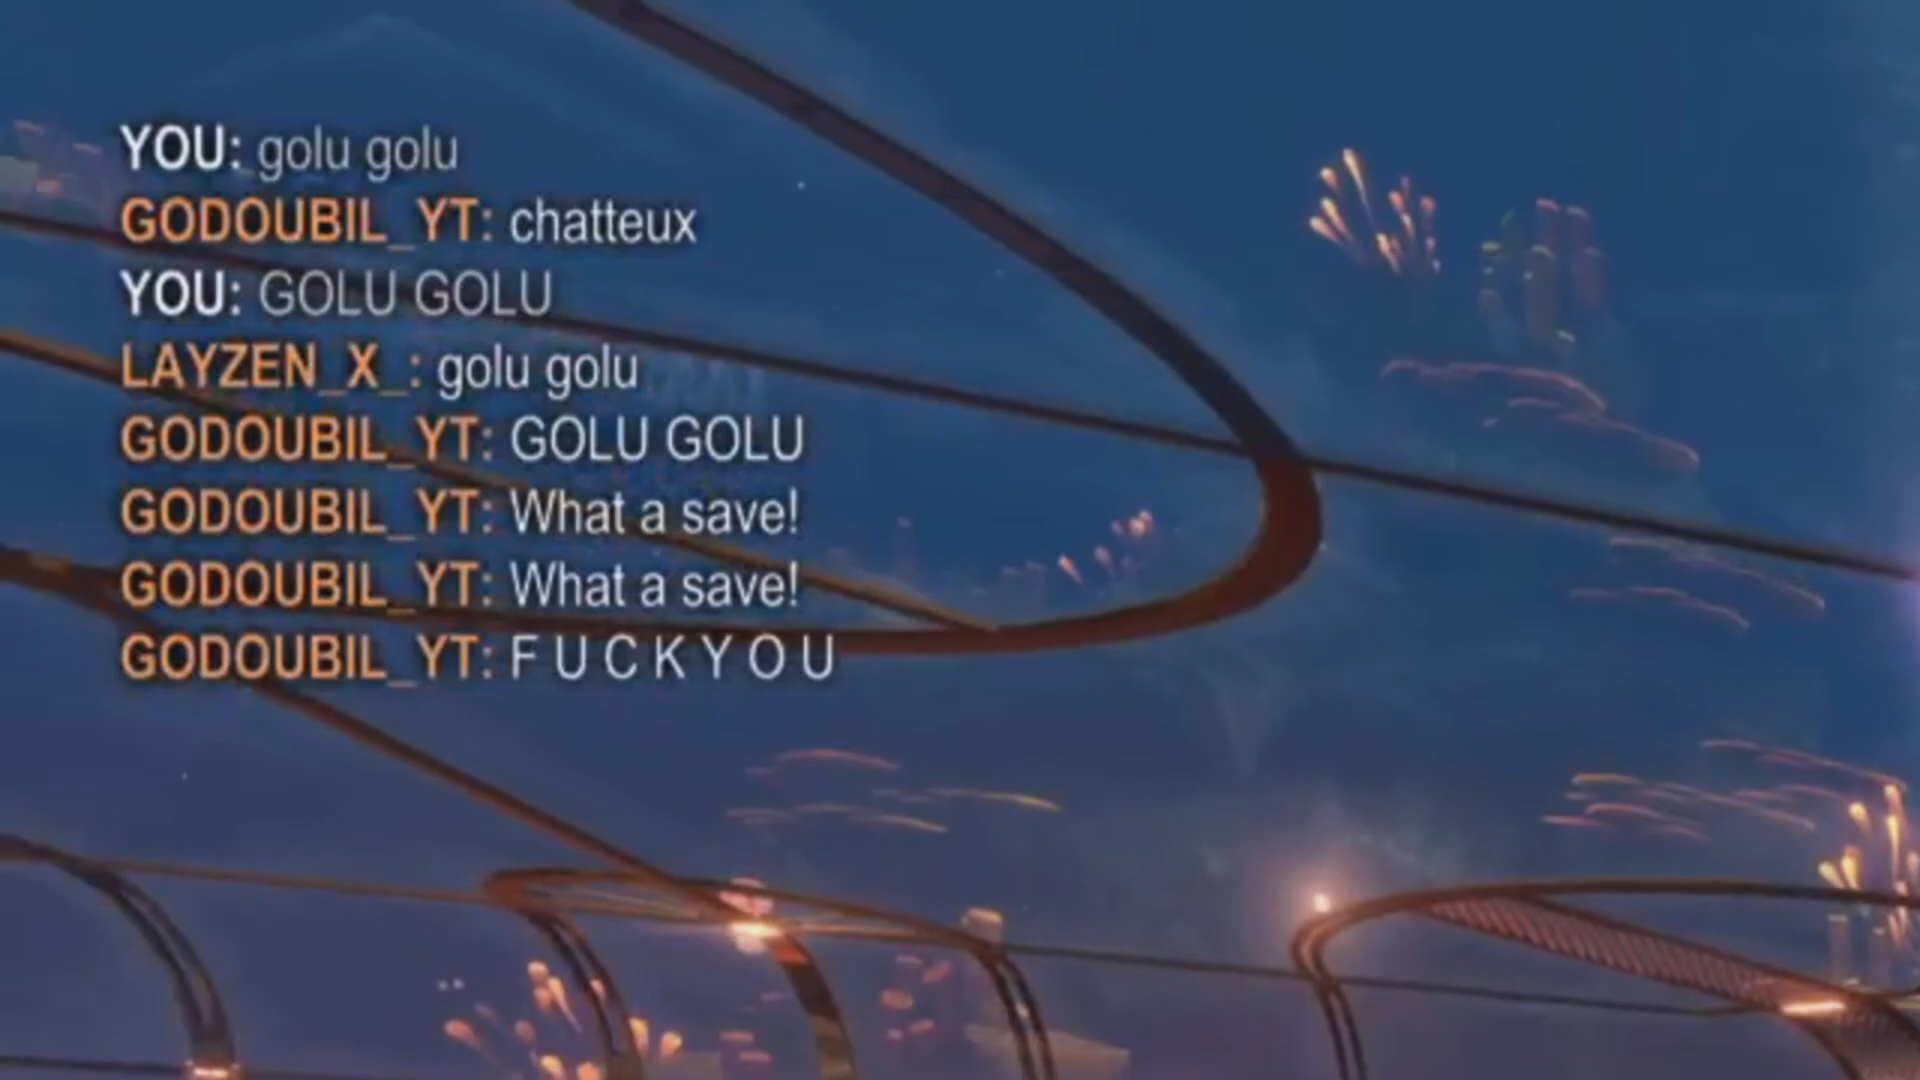 YOU: golu golu
GODOUBIL_YT: chatteux
YOU: GOLU GOLU
LAYZEN_X_: golu golu
GODOUBIL_YT: GOLU GOLU
GODOUBIL_YT: What a save!
GODOUBIL_YT: What a save!
GODOUBIL_YT: F U C K Y O U